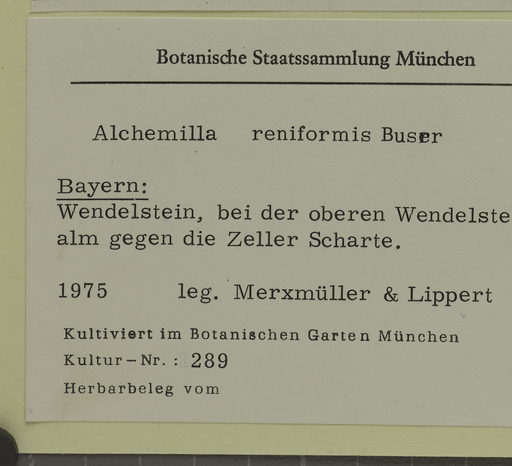 Botanische Staatssammlung München
Alchemilla reniformis Buser
Bayern:
Wendelstein, bei der oberen Wendelste
alm gegen die Zeller Scharte.
1975 leg. Merxmüller & Lippert
Kultiviert im Botanischen Garten München
Kultur-Nr.: 289
Herbarbeleg vom